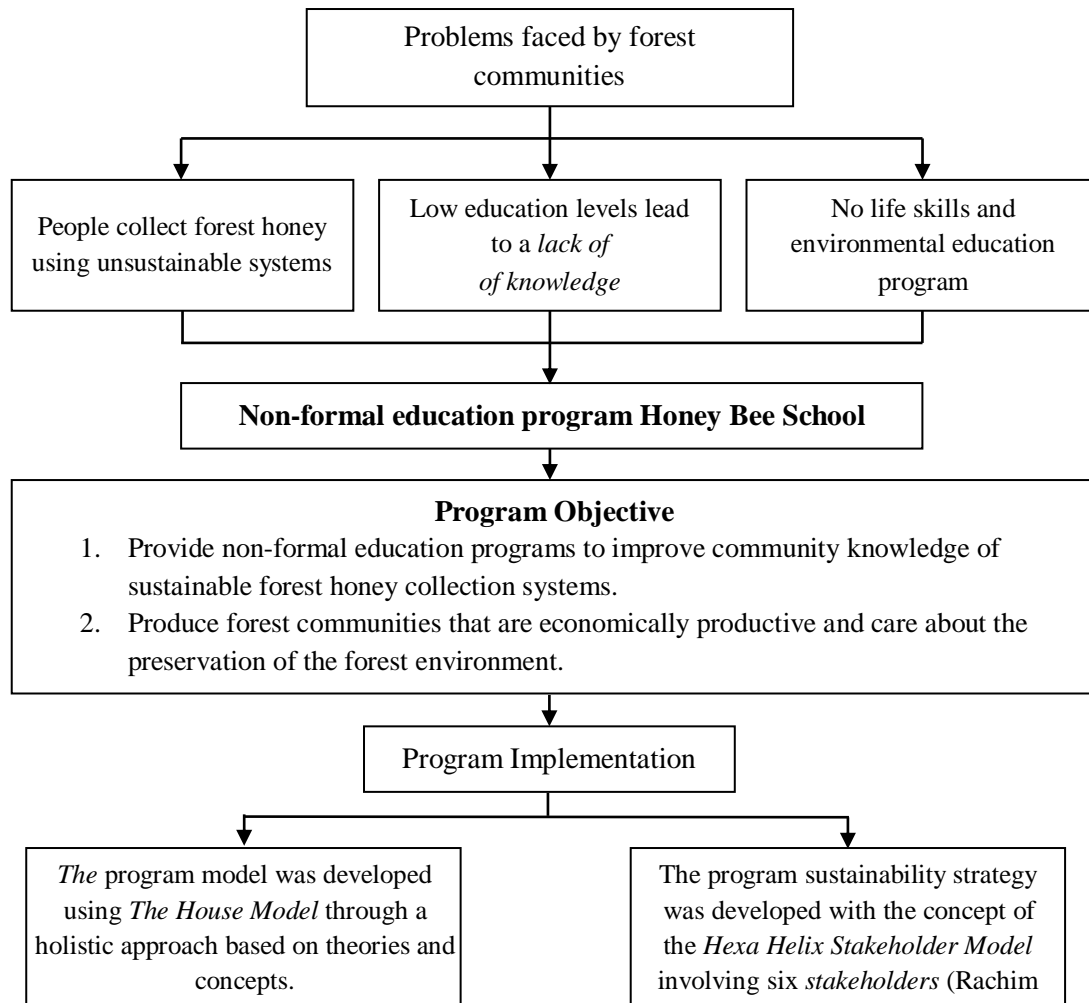 Problems faced by forest
communities
People collect forest honey
using unsustainable systems
Low education levels lead
to a lack of
of knowledge
No life skills and
environmental education
program
Non-formal education program Honey Bee School
Program Objective
1. Provide non-formal education programs to improve community knowledge of
sustainable forest honey collection systems.
2. Produce forest communities that are economically productive and care about the
preservation of the forest environment.
Program Implementation
The program model was developed
using The House Model through a
holistic approach based on theories and
concepts.
The program sustainability strategy
was developed with the concept of
the Hexa Helix Stakeholder Model
involving six stakeholders (Rachim